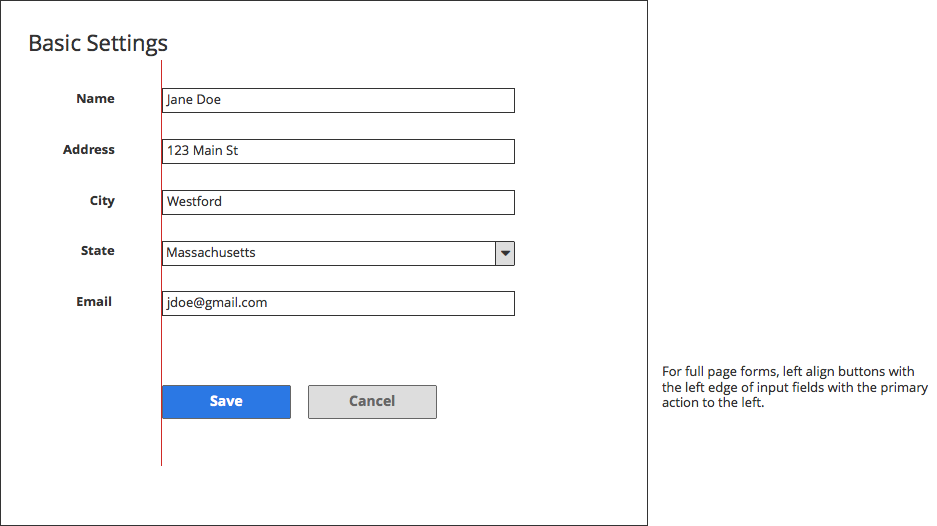 Basic Settings
Name
Jane Doe
Address
123 Main St
City
Westford
State
Massachusetts
Email
jdoe@gmail.com
Save
Cancel
For full page forms, left align buttons with
the left edge of input fields with the primary
action to the left.